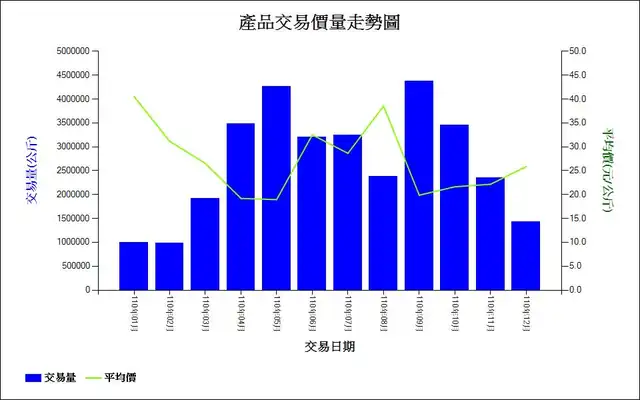 產品交易價量走勢圖
交易量(公斤)
5000000
4500000
4000000
3500000
3000000
2500000
2000000
1500000
1000000
500000
0
50.0
45.0
40.0
35.0
30.0
25.0
20.0
15.0
10.0
5.0
0.0
平均價(元/公斤)
110年01月
110年02月
110年03月
110年04月
110年05月
110年06月
110年07月
110年08月
110年09月
110年10月
110年11月
110年12月
交易日期
交易量
平均價